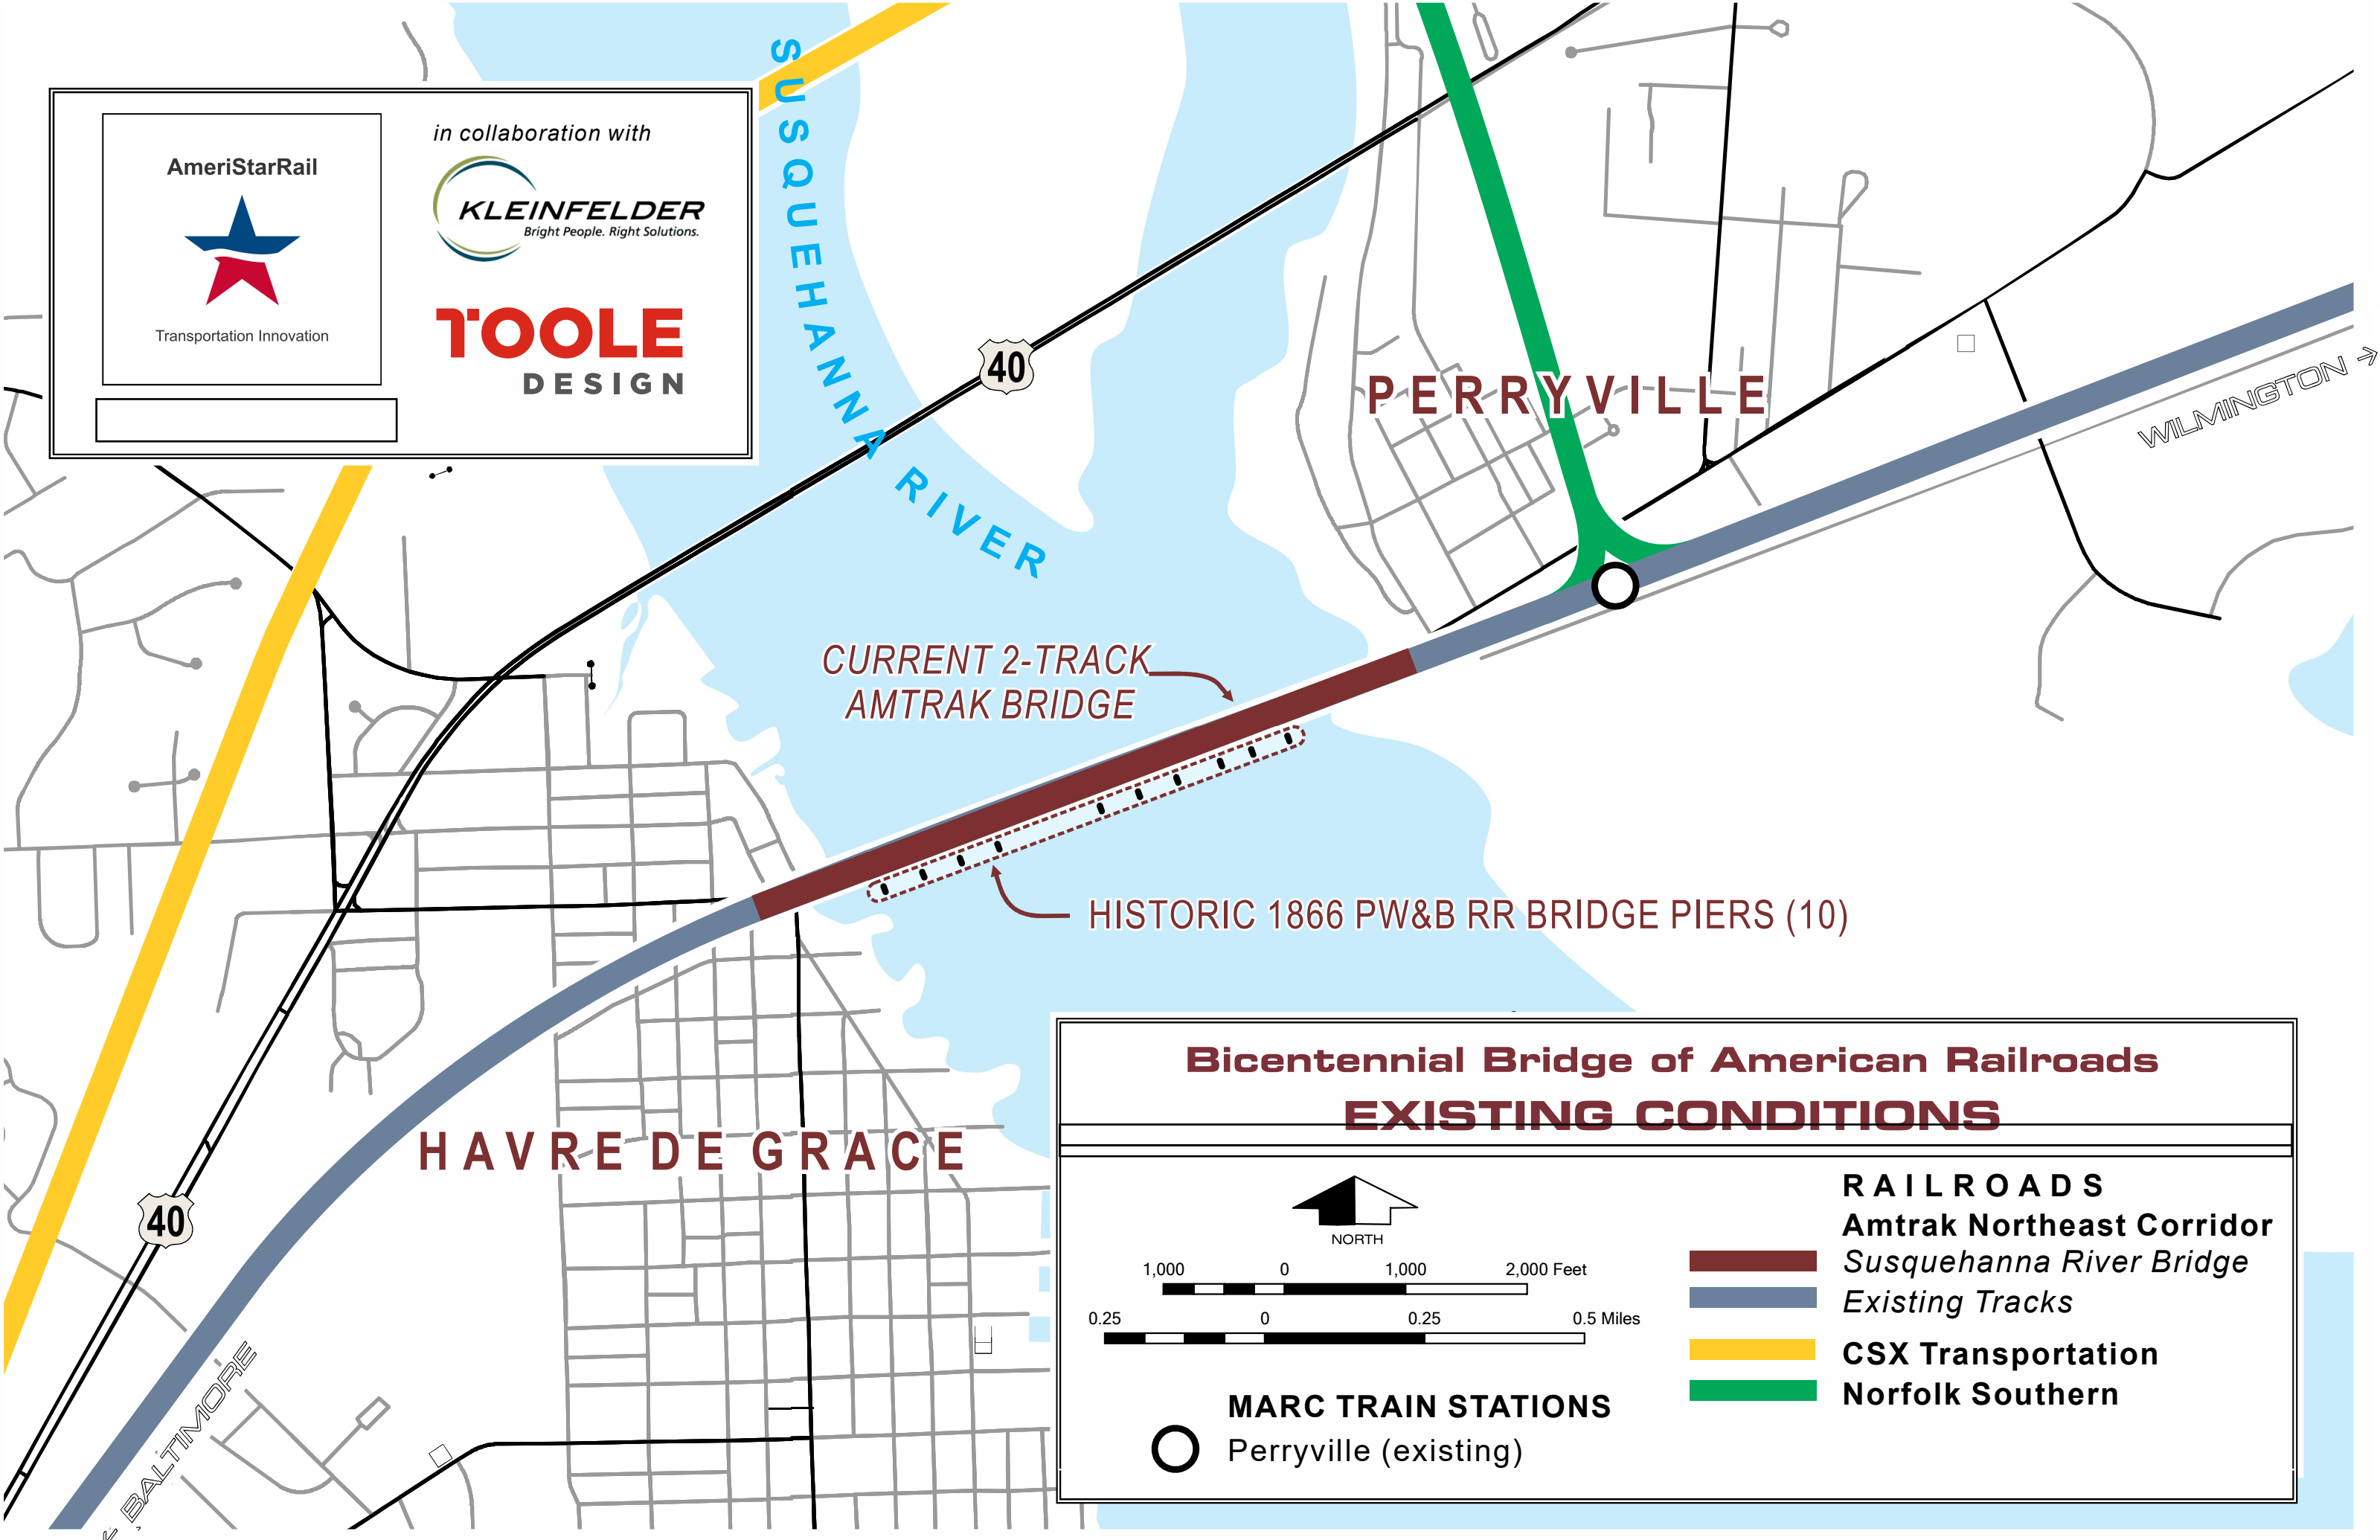 AmeriStarRail
Transportation Innovation
in collaboration with
KLEINFELDER
Bright People. Right Solutions.
TOOLE
DESIGN
SUSQUEHANNA RIVER
40
PERRYVILLE
WILMINGTON
CURRENT 2-TRACK
AMTRAK BRIDGE
HISTORIC 1866 PW&B RR BRIDGE PIERS (10)
HAVRE DE GRACE
40
BALTIMORE
Bicentennial Bridge of American Railroads
EXISTING CONDITIONS
NORTH
1,000 0 1,000 2,000 Feet
0.25 0 0.25 0.5 Miles
MARC TRAIN STATIONS
Perryville (existing)
RAILROADS
Amtrak Northeast Corridor
Susquehanna River Bridge
Existing Tracks
CSX Transportation
Norfolk Southern